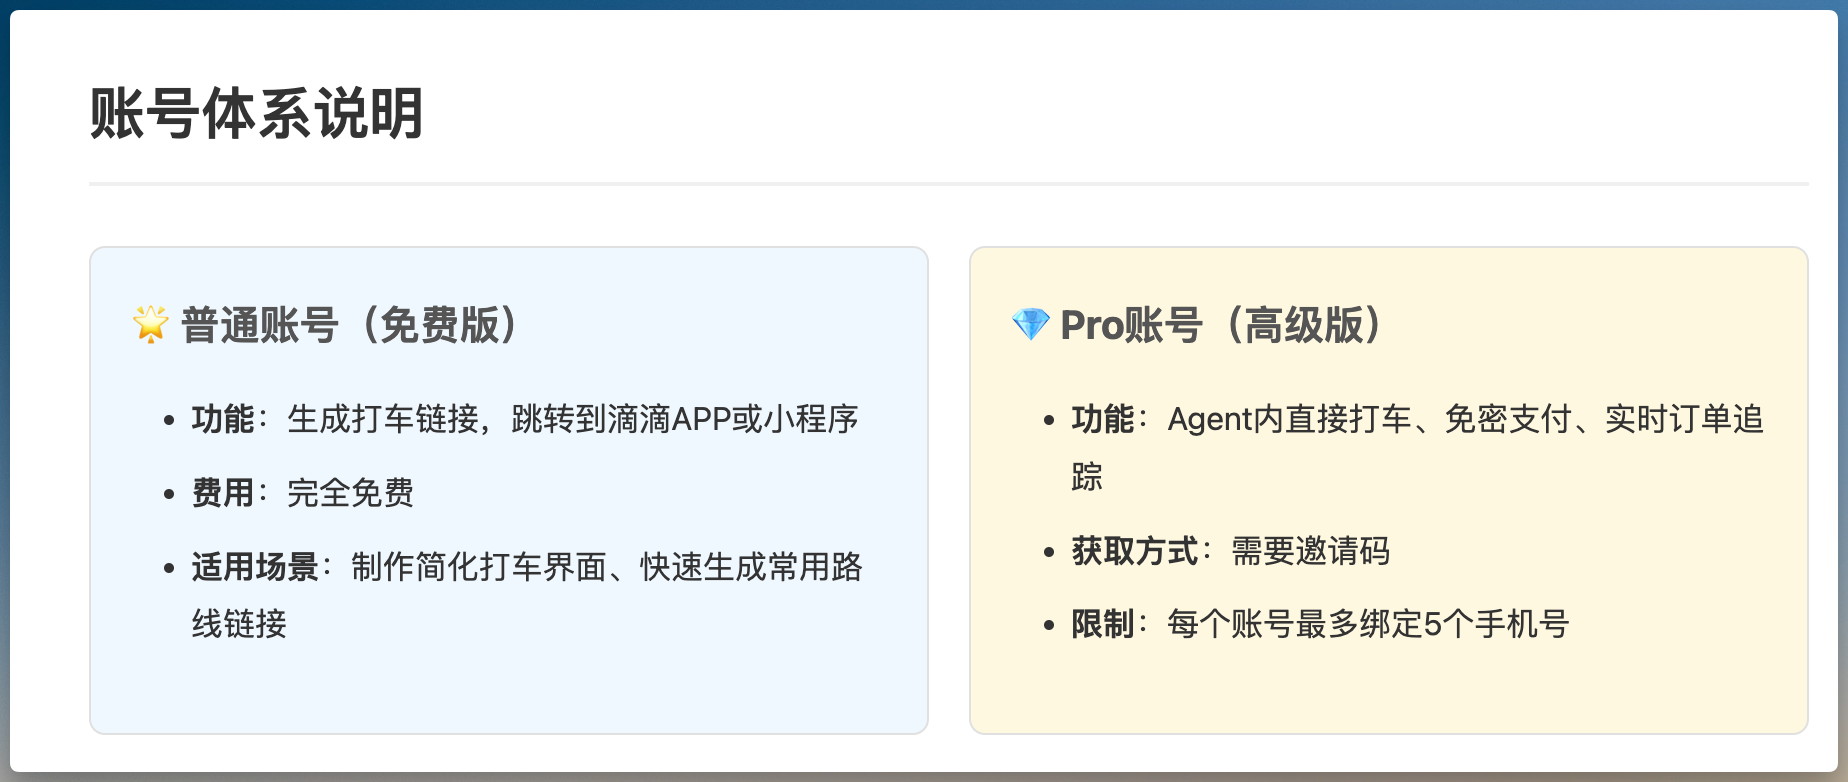 账号体系说明
🌟 普通账号（免费版）
• 功能：生成打车链接，跳转到滴滴APP或小程序
• 费用：完全免费
• 适用场景：制作简化打车界面、快速生成常用路
线链接
💎 Pro账号（高级版）
• 功能：Agent内直接打车、免密支付、实时订单追
踪
• 获取方式：需要邀请码
• 限制：每个账号最多绑定5个手机号